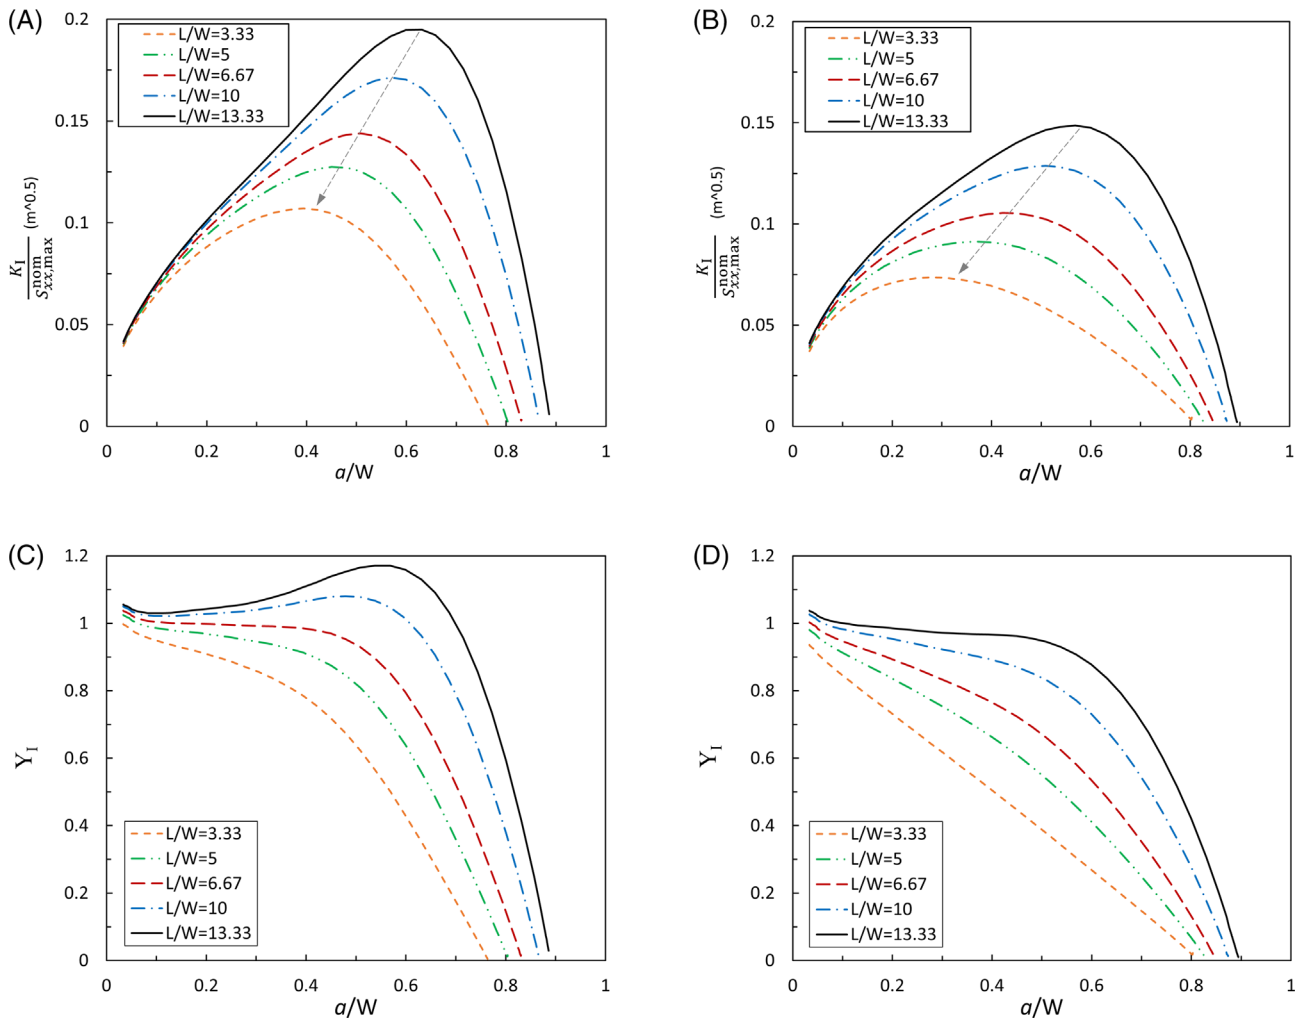 (A)
0.2
0.15
0.1
0.05
0
L/W=3.33
L/W=5
L/W=6.67
L/W=10
L/W=13.33
K_I / S_{xx,max}^{nom} (m^0.5)
0 0.2 0.4 0.6 0.8 1
a/W
(B)
0.2
0.15
0.1
0.05
0
L/W=3.33
L/W=5
L/W=6.67
L/W=10
L/W=13.33
K_I / S_{xx,max}^{nom} (m^0.5)
0 0.2 0.4 0.6 0.8 1
a/W
(C)
1.2
1
0.8
0.6
0.4
0.2
0
Y_I
L/W=3.33
L/W=5
L/W=6.67
L/W=10
L/W=13.33
0 0.2 0.4 0.6 0.8 1
a/W
(D)
1.2
1
0.8
0.6
0.4
0.2
0
Y_I
L/W=3.33
L/W=5
L/W=6.67
L/W=10
L/W=13.33
0 0.2 0.4 0.6 0.8 1
a/W